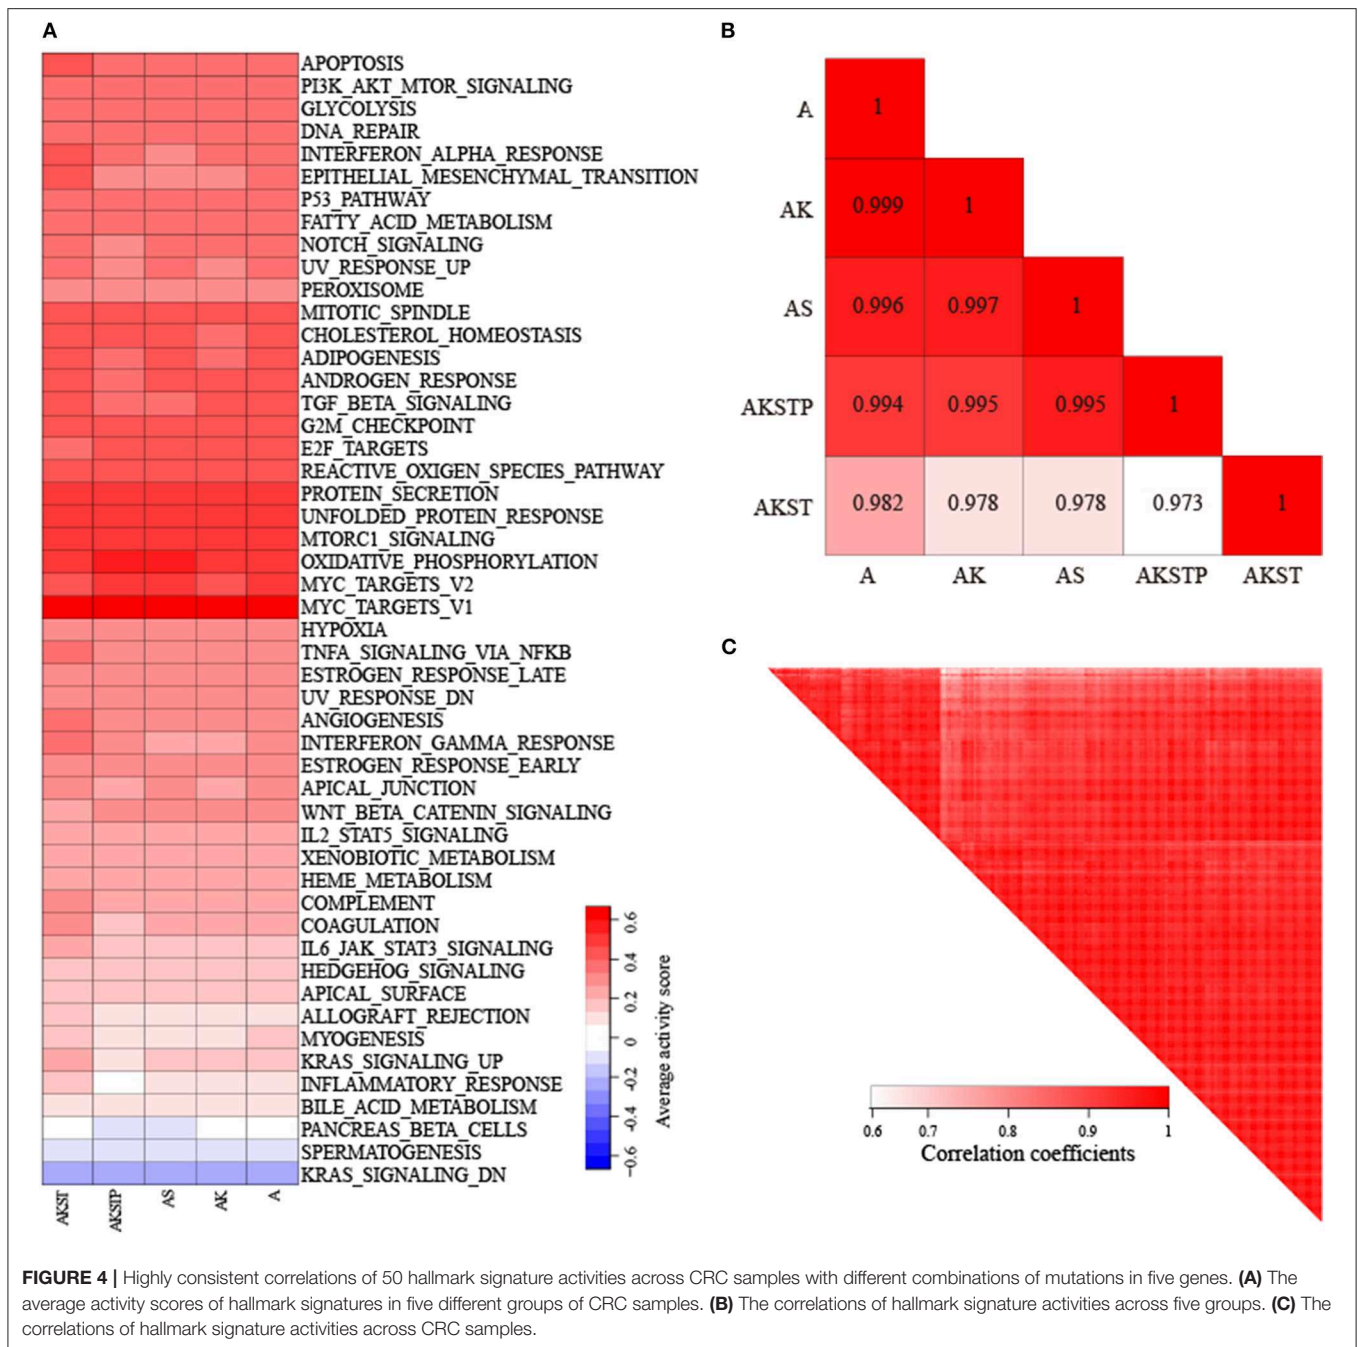 A
APOPTOSIS
PI3K_AKT_MTOR_SIGNALING
GLYCOLYSIS
DNA_REPAIR
INTERFERON_ALPHA_RESPONSE
EPITHELIAL_MESENCHYMAL_TRANSITION
P53_PATHWAY
FATTY_ACID_METABOLISM
NOTCH_SIGNALING
UV_RESPONSE_UP
PEROXISOME
MITOTIC_SPINDLE
CHOLESTEROL_HOMEOSTASIS
ADIPOGENESIS
ANDROGEN_RESPONSE
TGF_BETA_SIGNALING
G2M_CHECKPOINT
E2F_TARGETS
REACTIVE_OXIGEN_SPECIES_PATHWAY
PROTEIN_SECRETION
UNFOLDED_PROTEIN_RESPONSE
MTORC1_SIGNALING
OXIDATIVE_PHOSPHORYLATION
MYC_TARGETS_V2
MYC_TARGETS_V1
HYPOXIA
TNFA_SIGNALING_VIA_NFKB
ESTROGEN_RESPONSE_LATE
UV_RESPONSE_DN
ANGIOGENESIS
INTERFERON_GAMMA_RESPONSE
ESTROGEN_RESPONSE_EARLY
APICAL_JUNCTION
WNT_BETA_CATENIN_SIGNALING
IL2_STAT5_SIGNALING
XENOBIOTIC_METABOLISM
HEME_METABOLISM
COMPLEMENT
COAGULATION
IL6_JAK_STAT3_SIGNALING
HEDGEHOG_SIGNALING
APICAL_SURFACE
ALLOGRAFT_REJECTION
MYOGENESIS
KRAS_SIGNALING_UP
INFLAMMATORY_RESPONSE
BILE_ACID_METABOLISM
PANCREAS_BETA_CELLS
SPERMATOGENESIS
KRAS_SIGNALING_DN
AKST AKSTP AS AK A
0.6
0.4
0.2
0
-0.2
-0.4
-0.6
Average activity score
B
A 1
AK 0.999 1
AS 0.996 0.997 1
AKSTP 0.994 0.995 0.995 1
AKST 0.982 0.978 0.978 0.973 1
A AK AS AKSTP AKST
C
0.6 0.7 0.8 0.9 1
Correlation coefficients
FIGURE 4 | Highly consistent correlations of 50 hallmark signature activities across CRC samples with different combinations of mutations in five genes. (A) The
average activity scores of hallmark signatures in five different groups of CRC samples. (B) The correlations of hallmark signature activities across five groups. (C) The
correlations of hallmark signature activities across CRC samples.